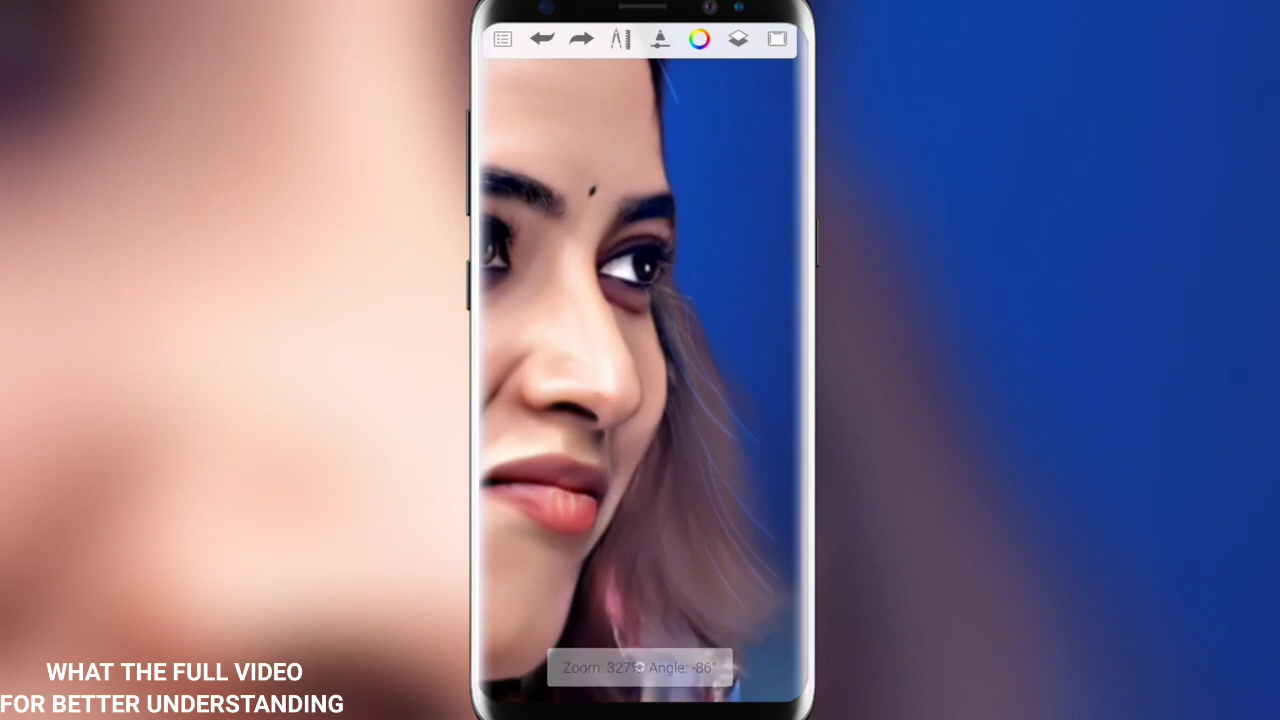 Zoom: 327% Angle: -86°
WHAT THE FULL VIDEO
FOR BETTER UNDERSTANDING